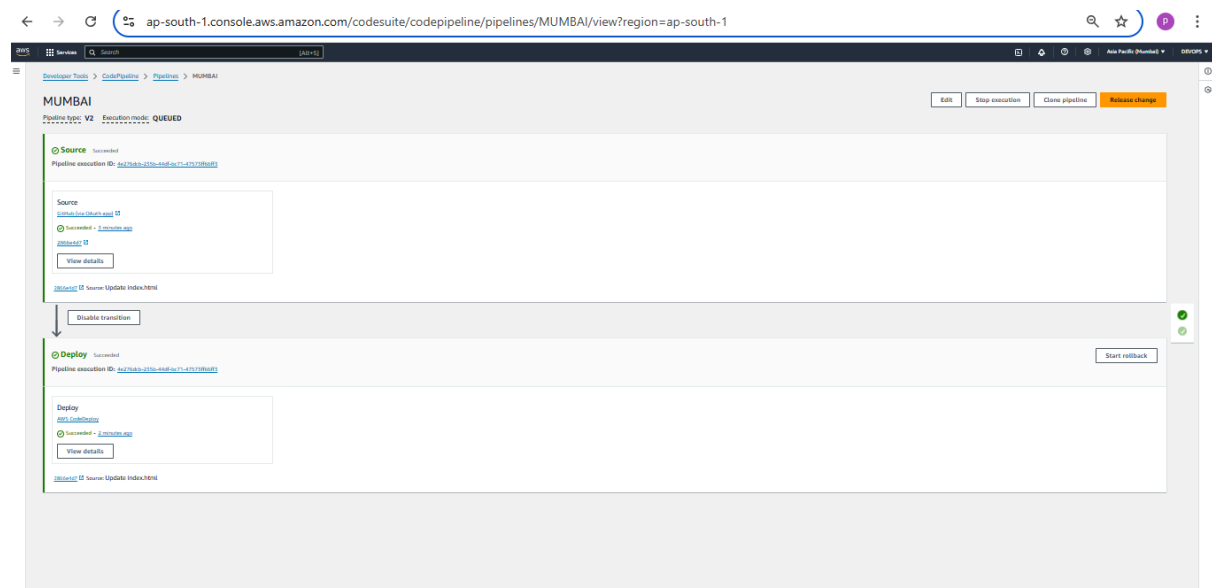 ap-south-1.console.aws.amazon.com/codesuite/codepipeline/pipelines/MUMBAI/view?region=ap-south-1
P
aws Services Search [Alt+S] Asia Pacific (Mumbai) DEVOPS
Developer Tools > CodePipeline > Pipelines > MUMBAI
MUMBAI
Edit Stop execution Clone pipeline Release change
Pipeline type: V2 Execution mode: QUEUED
Source Succeeded
Pipeline execution ID:
Source
GitHub (via OAuth app)
Succeeded - 3 minutes ago
View details
Source: Update index.html
Disable transition
Deploy Succeeded
Start rollback
Pipeline execution ID:
Deploy
AWS CodeDeploy
Succeeded - 2 minutes ago
View details
Source: Update index.html